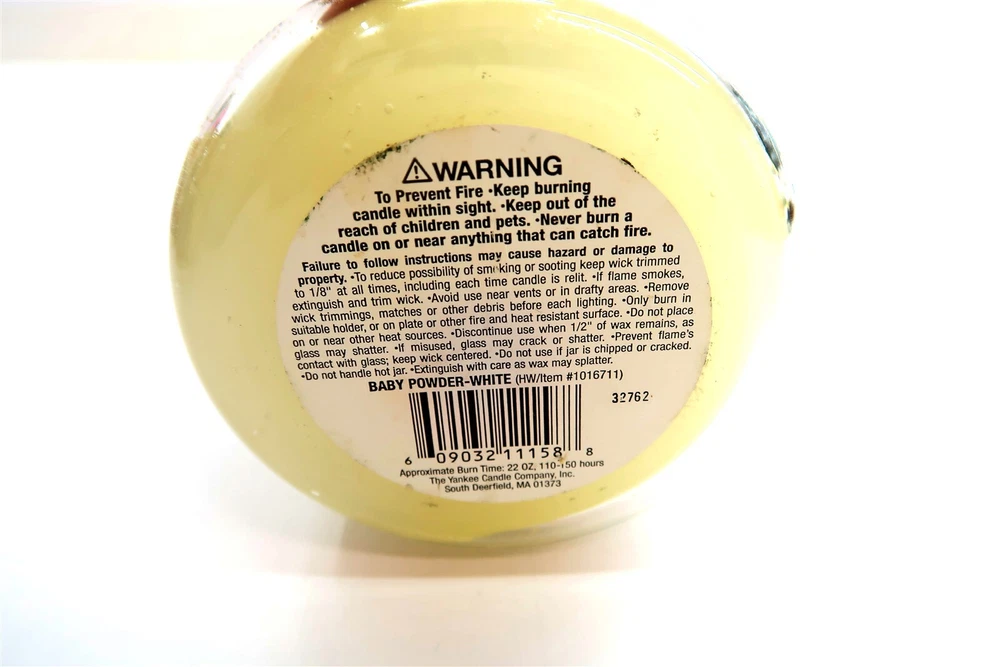 ⚠WARNING
To Prevent Fire •Keep burning
candle within sight. •Keep out of the
reach of children and pets. •Never burn a
candle on or near anything that can catch fire.
Failure to follow instructions may cause hazard or damage to
property. •To reduce possibility of smoking or sooting keep wick trimmed
to 1/8" at all times, including each time candle is relit. •If flame smokes,
extinguish and trim wick. •Avoid use near vents or in drafty areas. •Remove
wick trimmings, matches or other debris before each lighting. •Only burn in
suitable holder, or on plate or other fire and heat resistant surface. •Do not place
on or near other heat sources. •Discontinue use when 1/2" of wax remains, as
glass may shatter. •If misused, glass may crack or shatter. •Prevent flame's
contact with glass; keep wick centered. •Do not use if jar is chipped or cracked.
•Do not handle hot jar. •Extinguish with care as wax may splatter.
BABY POWDER-WHITE (HW/Item #1016711)
32762
6 09032 11158 8
Approximate Burn Time: 22 OZ, 110-150 hours
The Yankee Candle Company, Inc.
South Deerfield, MA 01373